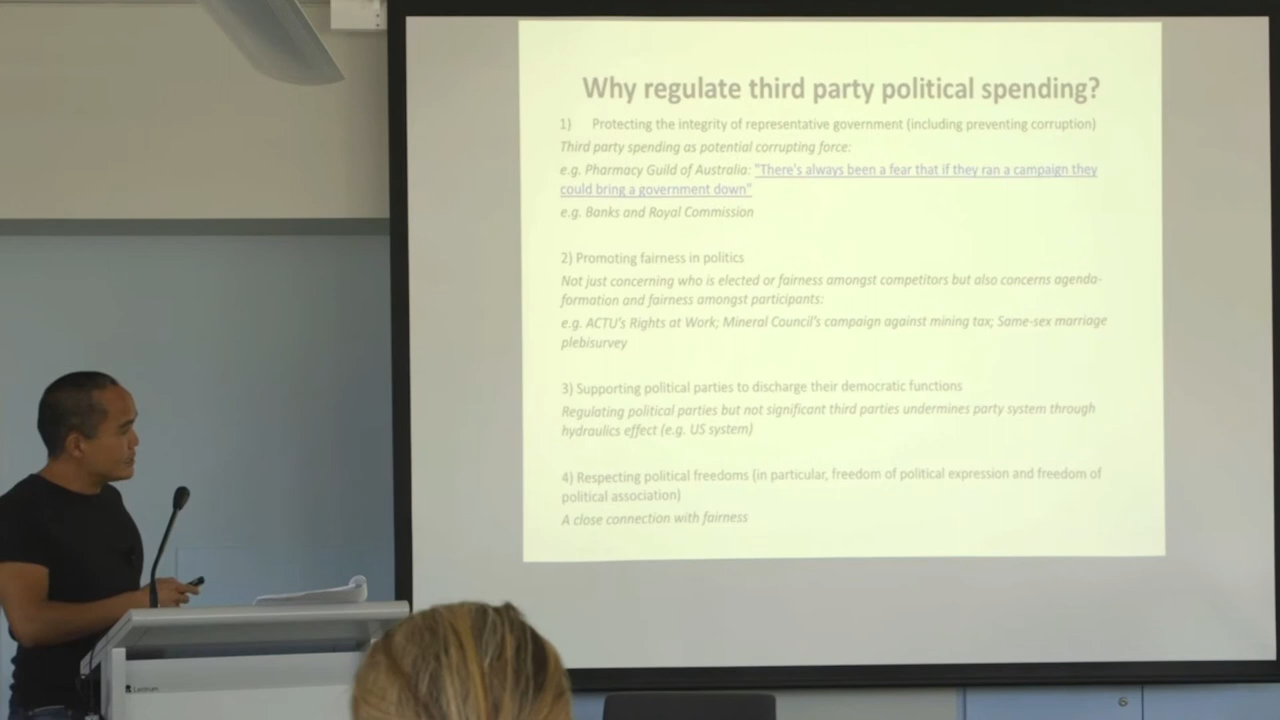 Why regulate third party political spending?
1) Protecting the integrity of representative government (including preventing corruption)
Third party spending as potential corrupting force:
e.g. Pharmacy Guild of Australia: "There's always been a fear that if they ran a campaign they
could bring a government down"
e.g. Banks and Royal Commission
2) Promoting fairness in politics
Not just concerning who is elected or fairness amongst competitors but also concerns agenda-
formation and fairness amongst participants:
e.g. ACTU's Rights at Work; Mineral Council's campaign against mining tax; Same-sex marriage
plebisurvey
3) Supporting political parties to discharge their democratic functions
Regulating political parties but not significant third parties undermines party system through
hydraulics effect (e.g. US system)
4) Respecting political freedoms (in particular, freedom of political expression and freedom of
political association)
A close connection with fairness
Lectrum
6